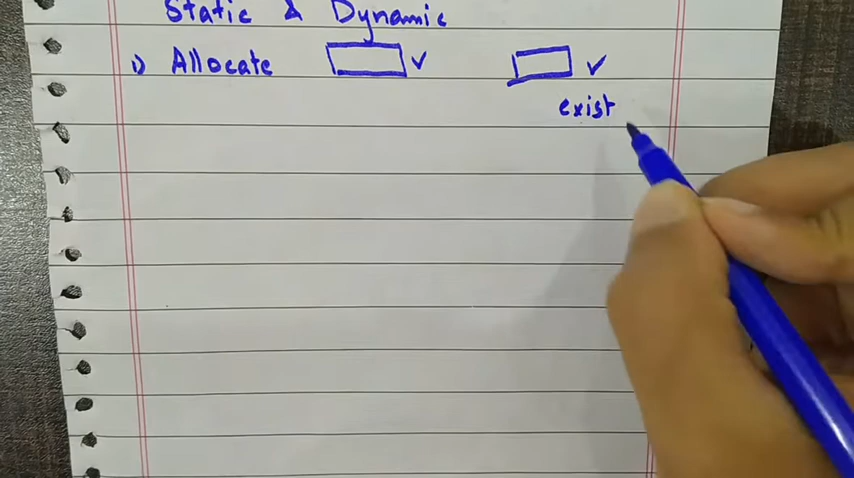 Static & Dynamic
1) Allocate ✓ ✓
exist